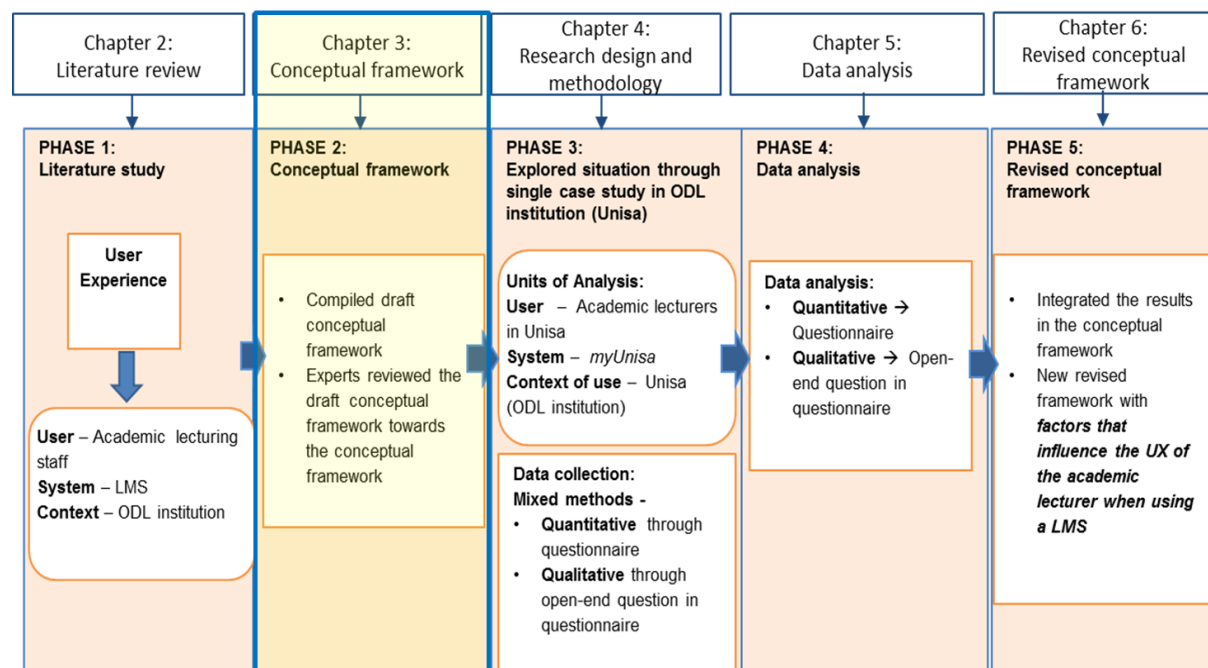 Chapter 2:
Literature review
Chapter 3:
Conceptual framework
Chapter 4:
Research design and
methodology
Chapter 5:
Data analysis
Chapter 6:
Revised conceptual
framework
PHASE 1:
Literature study
User
Experience
User – Academic lecturing
staff
System – LMS
Context – ODL institution
PHASE 2:
Conceptual framework
• Compiled draft
conceptual
framework
• Experts reviewed the
draft conceptual
framework towards
the conceptual
framework
PHASE 3:
Explored situation through
single case study in ODL
institution (Unisa)
Units of Analysis:
User – Academic lecturers
in Unisa
System – myUnisa
Context of use – Unisa
(ODL institution)
Data collection:
Mixed methods -
• Quantitative through
questionnaire
• Qualitative through
open-end question in
questionnaire
PHASE 4:
Data analysis
Data analysis:
• Quantitative →
Questionnaire
• Qualitative → Open-
end question in
questionnaire
PHASE 5:
Revised conceptual
framework
• Integrated the results
in the conceptual
framework
• New revised
framework with
factors that
influence the UX of
the academic
lecturer when using
a LMS